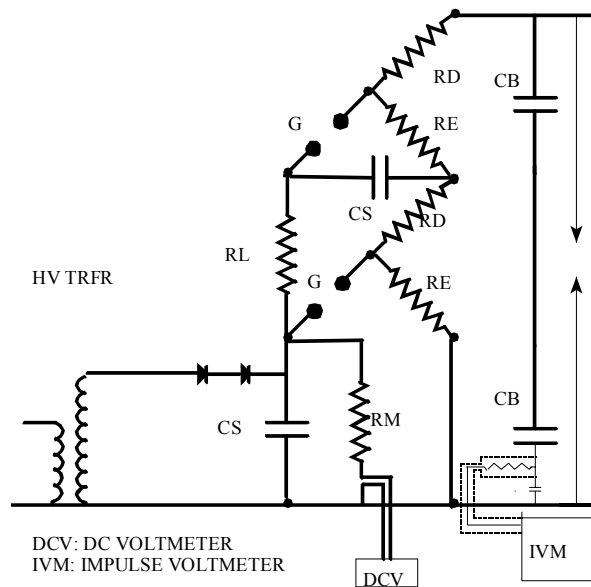 RD
CB
G
RE
CS
RD
RL
HV TRFR
G
RE
CB
CS
RM
DCV: DC VOLTMETER
IVM: IMPULSE VOLTMETER
IVM
DCV